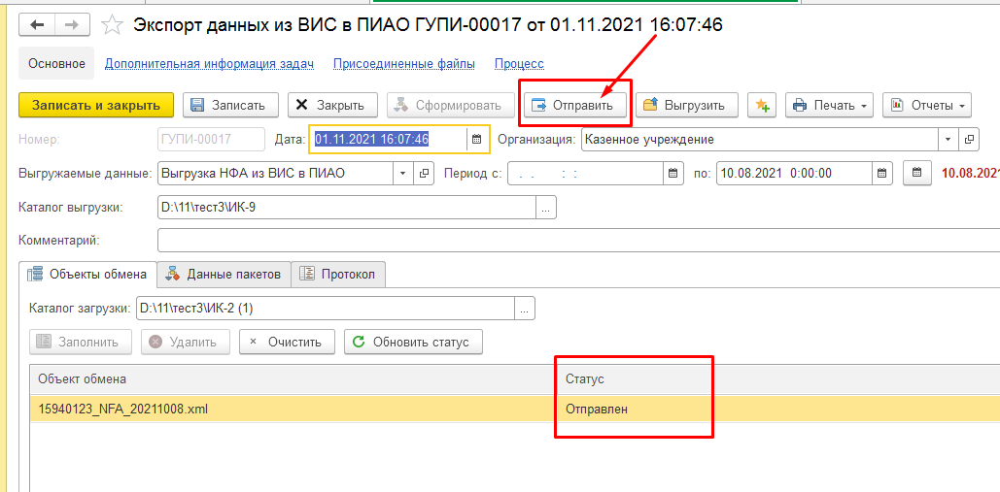 Экспорт данных из ВИС в ПИАО ГУПИ-00017 от 01.11.2021 16:07:46
Основное Дополнительная информация задач Присоединенные файлы Процесс
Записать и закрыть Записать Закрыть Сформировать Отправить Выгрузить Печать Отчеты
Номер: ГУПИ-00017 Дата: 01.11.2021 16:07:46 Организация: Казенное учреждение
Выгружаемые данные: Выгрузка НФА из ВИС в ПИАО Период с: . . : : по: 10.08.2021 0:00:00 10.08.2021
Каталог выгрузки: D:\11\тест3\ИК-9 ...
Комментарий:
Объекты обмена Данные пакетов Протокол
Каталог загрузки: D:\11\тест3\ИК-2 (1) ...
Заполнить Удалить Очистить Обновить статус
Объект обмена Статус
15940123_NFA_20211008.xml Отправлен